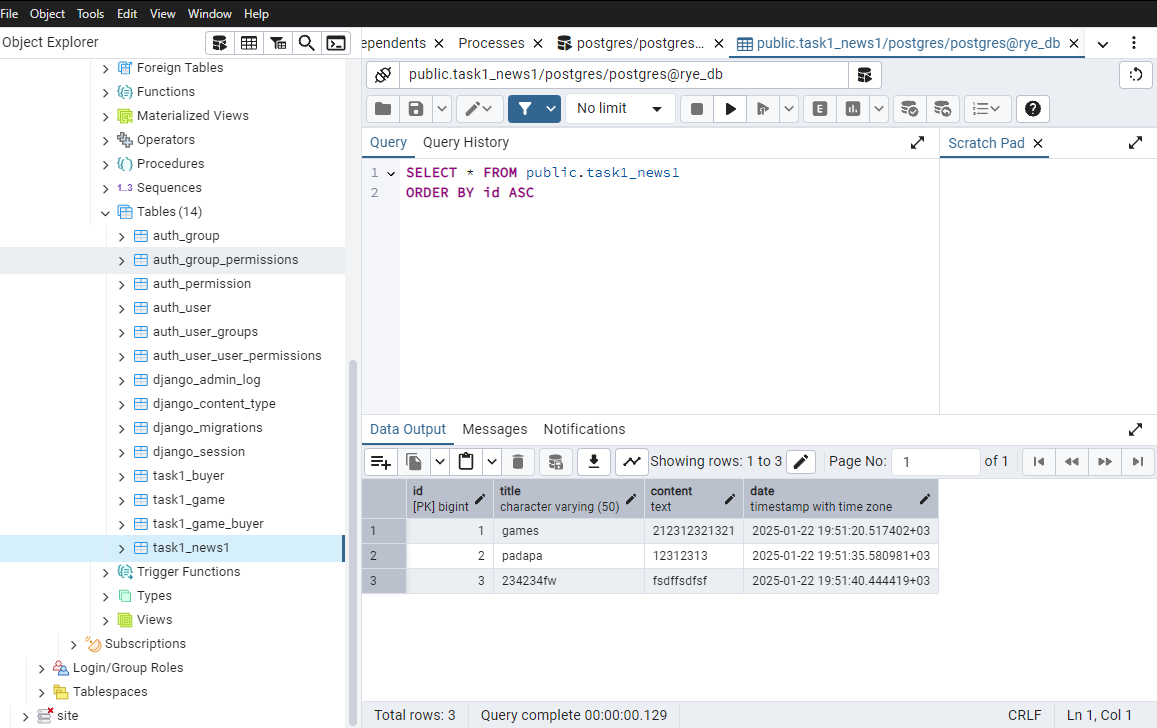 File Object Tools Edit View Window Help
Object Explorer
Foreign Tables
Functions
Materialized Views
Operators
Procedures
1..3 Sequences
Tables (14)
auth_group
auth_group_permissions
auth_permission
auth_user
auth_user_groups
auth_user_user_permissions
django_admin_log
django_content_type
django_migrations
django_session
task1_buyer
task1_game
task1_game_buyer
task1_news1
Trigger Functions
Types
Views
Subscriptions
Login/Group Roles
Tablespaces
site
ependents Processes postgres/postgres... public.task1_news1/postgres/postgres@rye_db
public.task1_news1/postgres/postgres@rye_db
No limit E
Query Query History Scratch Pad
1 SELECT * FROM public.task1_news1
2 ORDER BY id ASC
Data Output Messages Notifications
Showing rows: 1 to 3 Page No: 1 of 1
id title content date
[PK] bigint character varying (50) text timestamp with time zone
1 1 games 212312321321 2025-01-22 19:51:20.517402+03
2 2 padapa 12312313 2025-01-22 19:51:35.580981+03
3 3 234234fw fsdffsdfsf 2025-01-22 19:51:40.444419+03
Total rows: 3 Query complete 00:00:00.129 CRLF Ln 1, Col 1